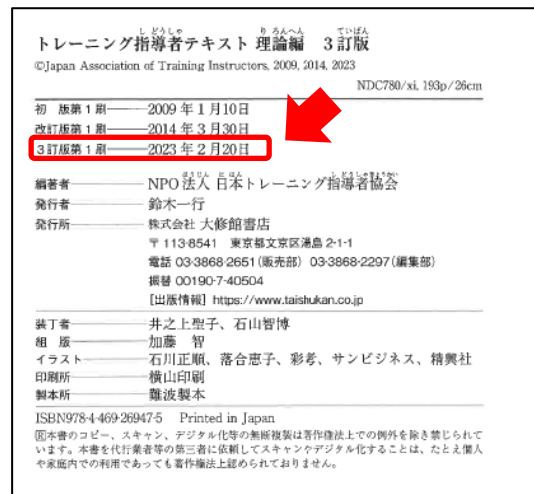 トレーニング指導者テキスト 理論編 3訂版
©Japan Association of Training Instructors, 2009, 2014, 2023
NDC780/xi, 193p/26cm
初 版第1刷――2009年1月10日
改訂版第1刷――2014年3月30日
3訂版第1刷――2023年2月20日
編著者――NPO法人 日本トレーニング指導者協会
発行者――鈴木一行
発行所――株式会社 大修館書店
〒113-8541 東京都文京区湯島2-1-1
電話 03-3868-2651(販売部) 03-3868-2297(編集部)
振替 00190-7-40504
[出版情報] https://www.taishukan.co.jp
装丁者――井之上聖子、石山智博
組 版――加藤 智
イラスト――石川正順、落合恵子、彩考、サンビジネス、精興社
印刷所――横山印刷
製本所――難波製本
ISBN978-4-469-26947-5 Printed in Japan
Ⓡ本書のコピー、スキャン、デジタル化等の無断複製は著作権法上での例外を除き禁じられて
います。本書を代行業者等の第三者に依頼してスキャンやデジタル化することは、たとえ個人
や家庭内での利用であっても著作権法上認められておりません。